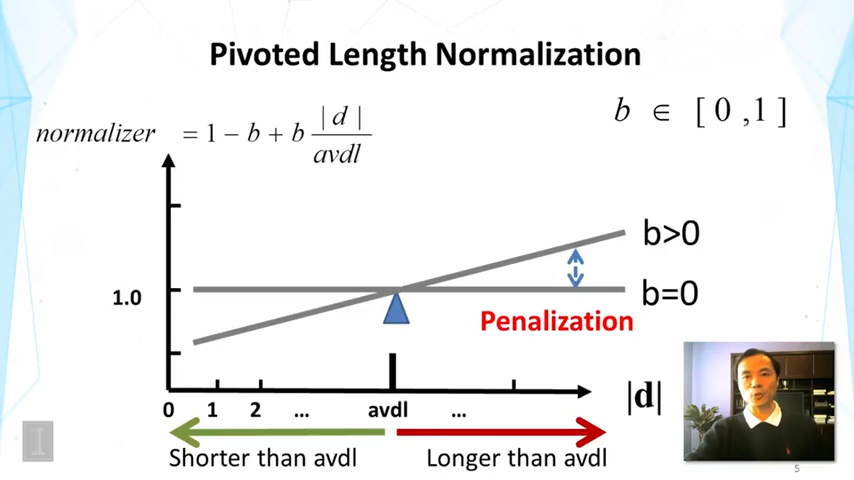 Pivoted Length Normalization
b ∈ [ 0 ,1 ]
normalizer = 1 − b + b | d | / avdl
b>0
1.0
b=0
Penalization
0 1 2 ... avdl ... |d|
Shorter than avdl Longer than avdl
I
5